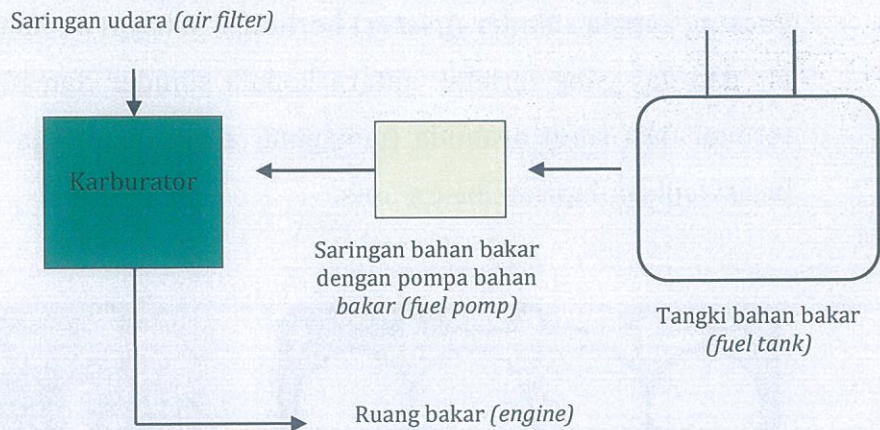 Saringan udara (air filter)
Karburator
Saringan bahan bakar
dengan pompa bahan
bakar (fuel pomp)
Tangki bahan bakar
(fuel tank)
Ruang bakar (engine)